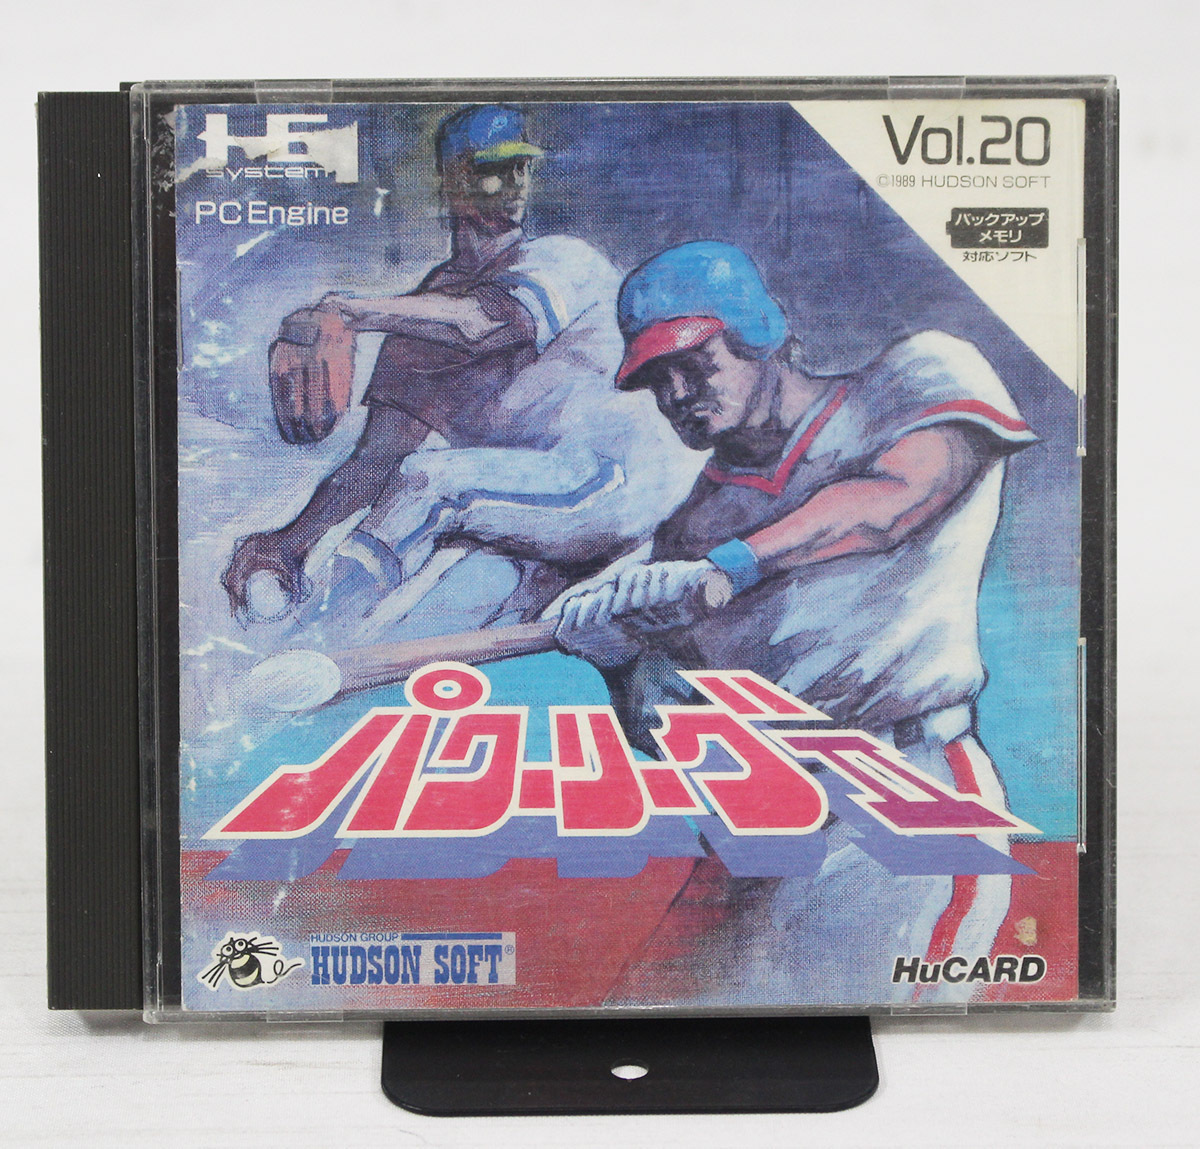 HE
system
PC Engine
Vol.20
©1989 HUDSON SOFT
バックアップ
メモリ
対応ソフト
パワーリーグII
HUDSON GROUP
HUDSON SOFT®
HuCARD